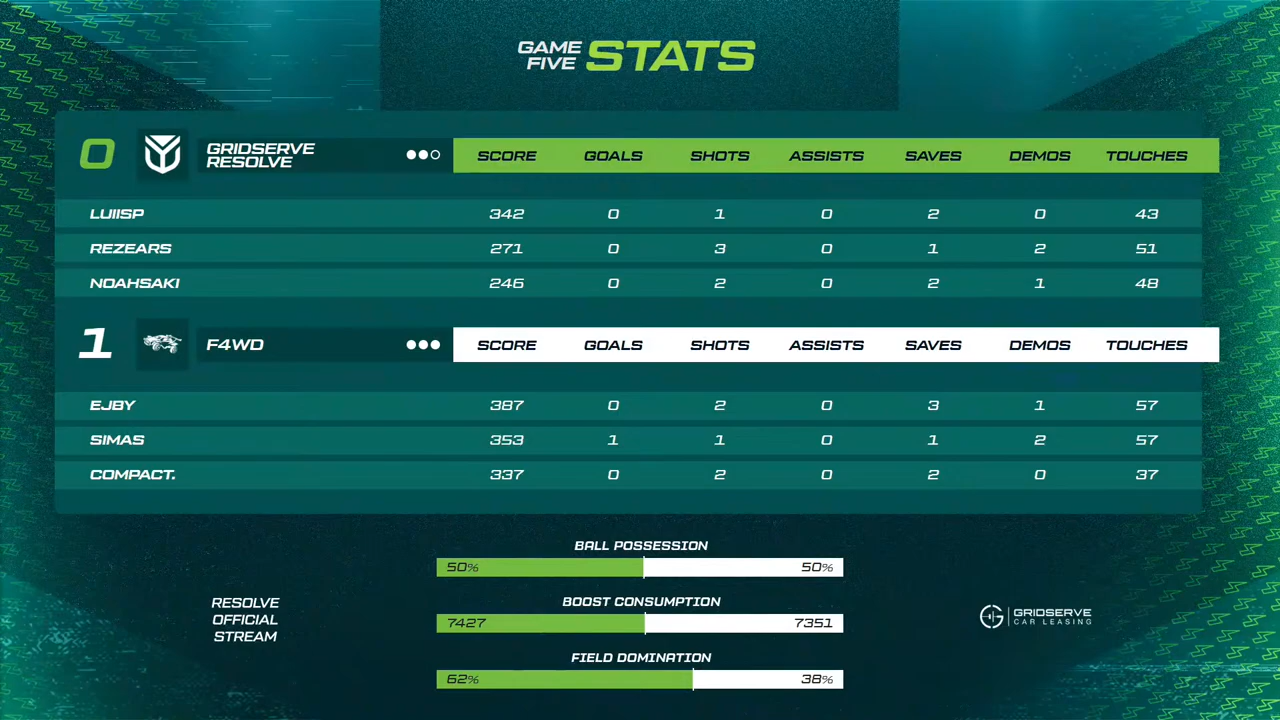 GAME
FIVE STATS
0 GRIDSERVE RESOLVE SCORE GOALS SHOTS ASSISTS SAVES DEMOS TOUCHES
LUIISP 342 0 1 0 2 0 43
REZEARS 271 0 3 0 1 2 51
NOAHSAKI 246 0 2 0 2 1 48
1 F4WD SCORE GOALS SHOTS ASSISTS SAVES DEMOS TOUCHES
EJBY 387 0 2 0 3 1 57
SIMAS 353 1 1 0 1 2 57
COMPACT. 337 0 2 0 2 0 37
BALL POSSESSION
50% 50%
BOOST CONSUMPTION
7427 7351
FIELD DOMINATION
62% 38%
RESOLVE
OFFICIAL
STREAM
GRIDSERVE
CAR LEASING